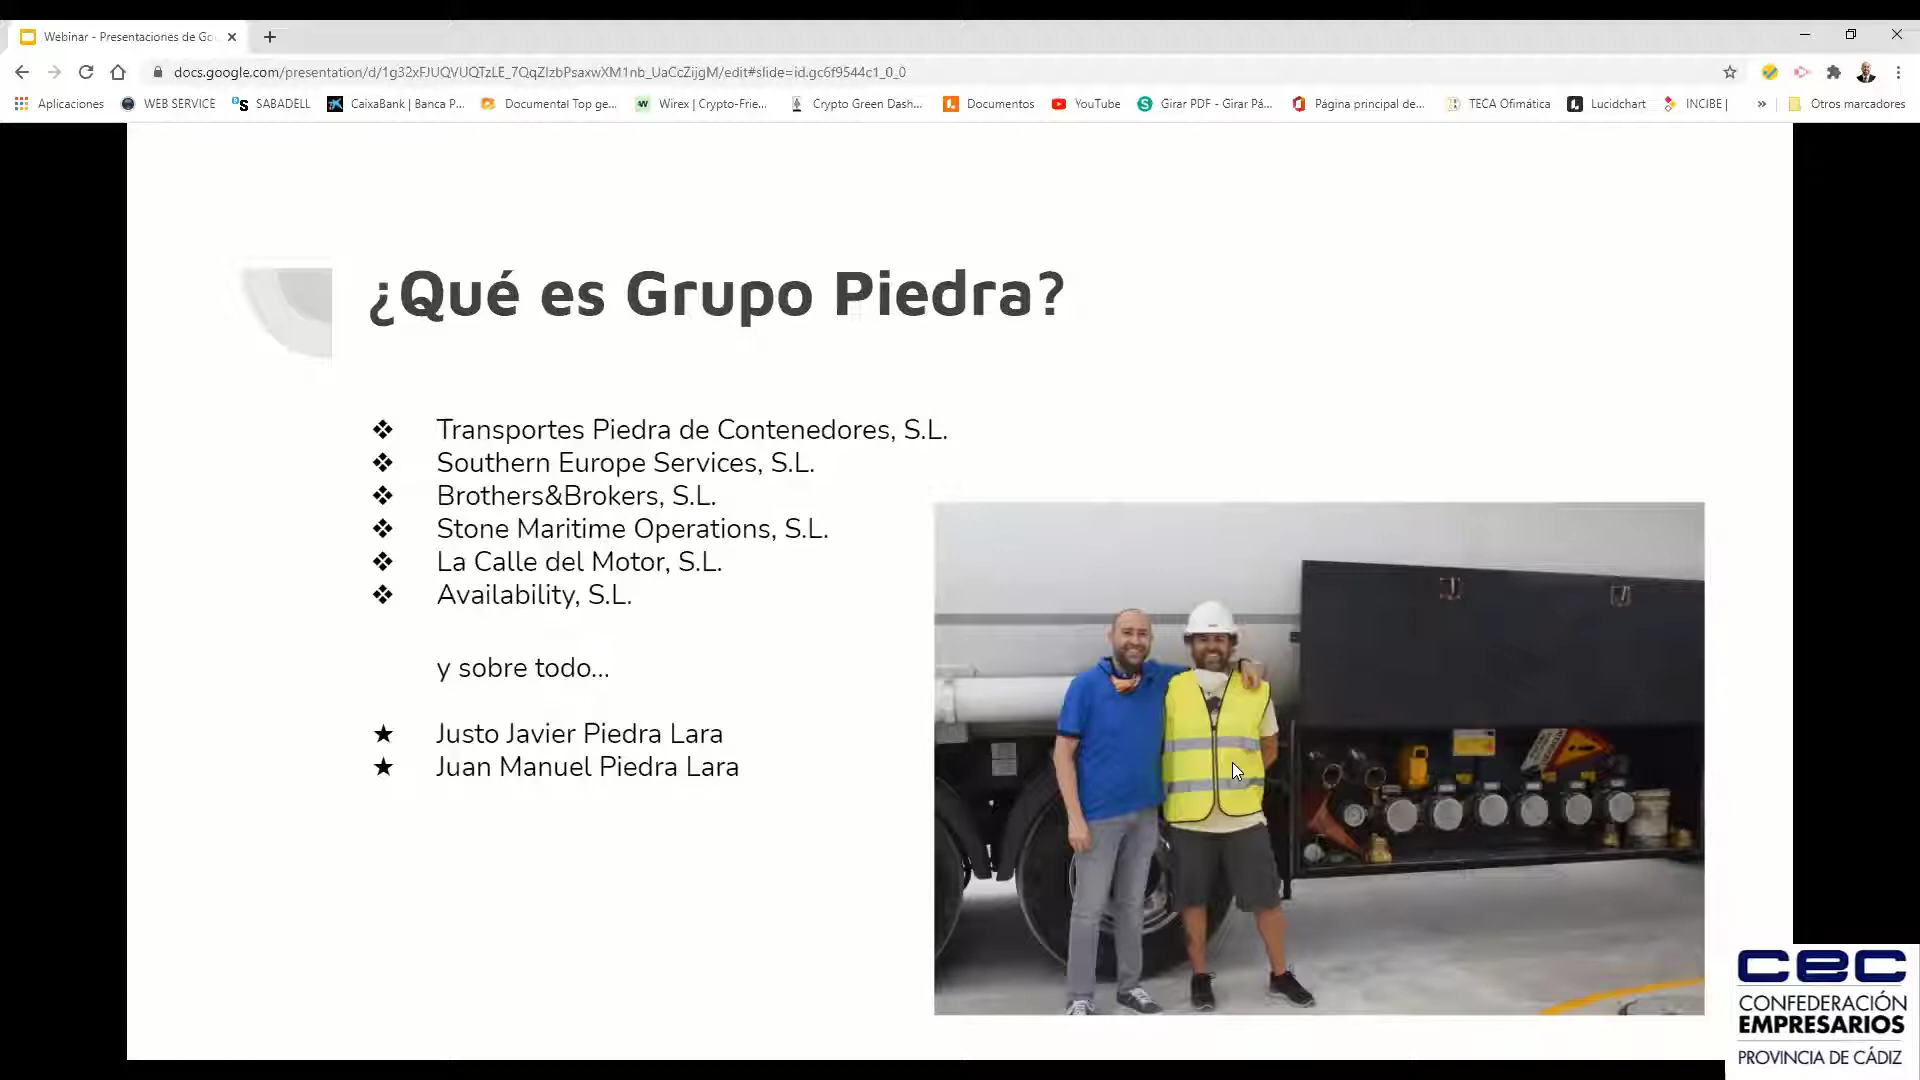 Webinar - Presentaciones de Go
docs.google.com/presentation/d/1g32xFJUQVUQTzLE_7QqZIzbPsaxwXM1nb_UaCcZijgM/edit#slide=id.gc6f9544c1_0_0
Aplicaciones WEB SERVICE SABADELL CaixaBank | Banca P... Documental Top ge... Wirex | Crypto-Frie... Crypto Green Dash... Documentos YouTube Girar PDF - Girar Pá... Página principal de... TECA Ofimática Lucidchart INCIBE | » Otros marcadores
¿Qué es Grupo Piedra?
❖ Transportes Piedra de Contenedores, S.L.
❖ Southern Europe Services, S.L.
❖ Brothers&Brokers, S.L.
❖ Stone Maritime Operations, S.L.
❖ La Calle del Motor, S.L.
❖ Availability, S.L.
y sobre todo...
★ Justo Javier Piedra Lara
★ Juan Manuel Piedra Lara
cec
CONFEDERACIÓN
EMPRESARIOS
PROVINCIA DE CÁDIZ